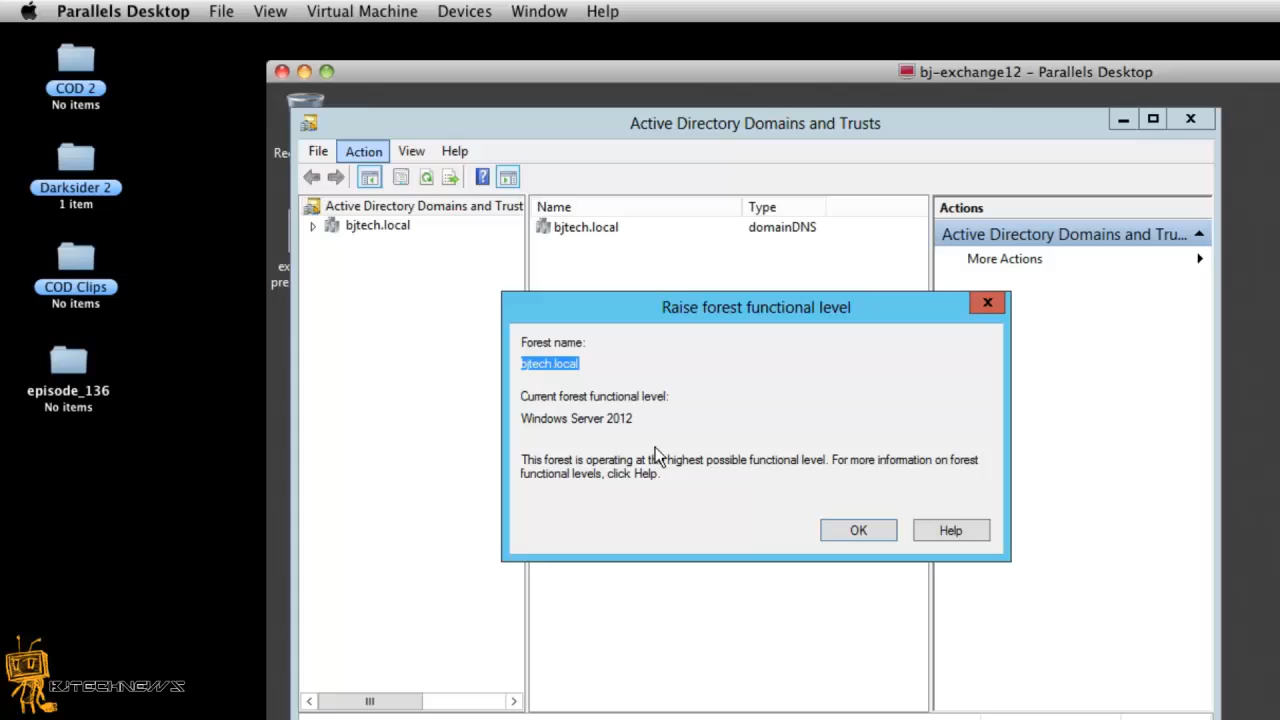 Parallels Desktop File View Virtual Machine Devices Window Help
COD 2
No items
Darksider 2
1 item
COD Clips
No items
episode_136
No items
bj-exchange12 - Parallels Desktop
Re
ex
pre
Active Directory Domains and Trusts
File Action View Help
Active Directory Domains and Trust
bjtech.local
Name Type
bjtech.local domainDNS
Actions
Active Directory Domains and Tru...
More Actions
Raise forest functional level
Forest name:
bjtech.local
Current forest functional level:
Windows Server 2012
This forest is operating at the highest possible functional level. For more information on forest
functional levels, click Help.
OK Help
BJTECHNEWS